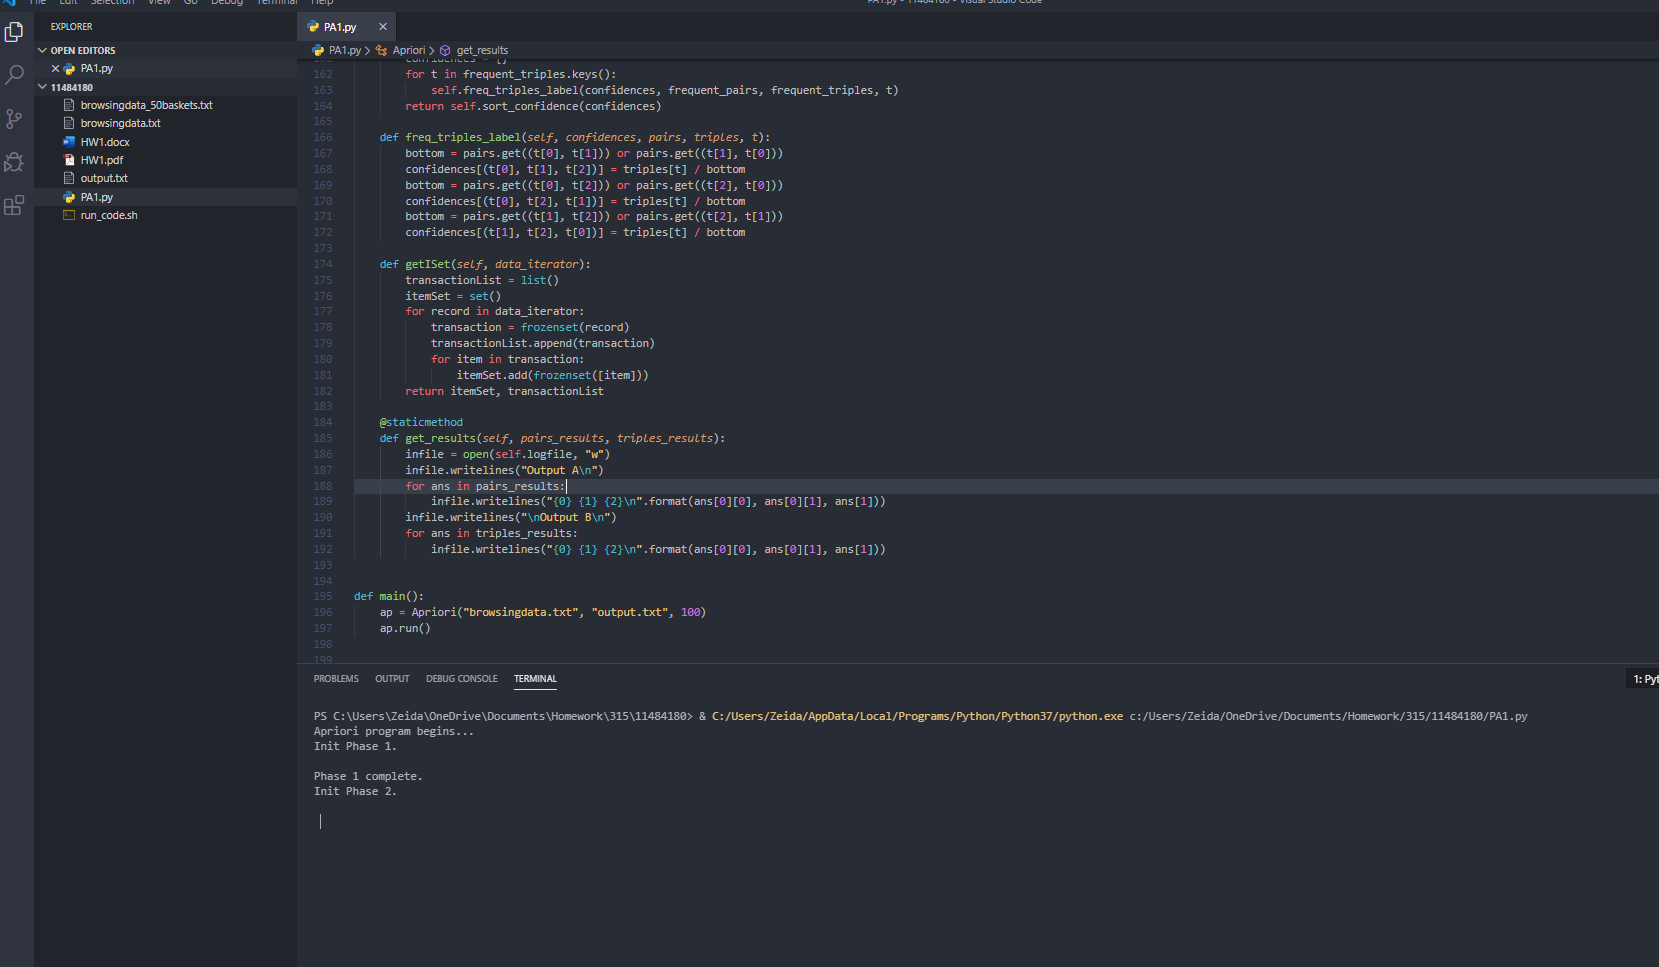 File Edit Selection View Go Debug Terminal Help
PA1.py - 11484180 - Visual Studio Code
EXPLORER
OPEN EDITORS
PA1.py
11484180
browsingdata_50baskets.txt
browsingdata.txt
HW1.docx
HW1.pdf
output.txt
PA1.py
run_code.sh
PA1.py
PA1.py > Apriori > get_results
161 confidences = {}
162 for t in frequent_triples.keys():
163 self.freq_triples_label(confidences, frequent_pairs, frequent_triples, t)
164 return self.sort_confidence(confidences)
165
166 def freq_triples_label(self, confidences, pairs, triples, t):
167 bottom = pairs.get((t[0], t[1])) or pairs.get((t[1], t[0]))
168 confidences[(t[0], t[1], t[2])] = triples[t] / bottom
169 bottom = pairs.get((t[0], t[2])) or pairs.get((t[2], t[0]))
170 confidences[(t[0], t[2], t[1])] = triples[t] / bottom
171 bottom = pairs.get((t[1], t[2])) or pairs.get((t[2], t[1]))
172 confidences[(t[1], t[2], t[0])] = triples[t] / bottom
173
174 def getISet(self, data_iterator):
175 transactionList = list()
176 itemSet = set()
177 for record in data_iterator:
178 transaction = frozenset(record)
179 transactionList.append(transaction)
180 for item in transaction:
181 itemSet.add(frozenset([item]))
182 return itemSet, transactionList
183
184 @staticmethod
185 def get_results(self, pairs_results, triples_results):
186 infile = open(self.logfile, "w")
187 infile.writelines("Output A\n")
188 for ans in pairs_results:
189 infile.writelines("{0} {1} {2}\n".format(ans[0][0], ans[0][1], ans[1]))
190 infile.writelines("\nOutput B\n")
191 for ans in triples_results:
192 infile.writelines("{0} {1} {2}\n".format(ans[0][0], ans[0][1], ans[1]))
193
194
195 def main():
196 ap = Apriori("browsingdata.txt", "output.txt", 100)
197 ap.run()
198
199
PROBLEMS OUTPUT DEBUG CONSOLE TERMINAL
1: Pyt
PS C:\Users\Zeida\OneDrive\Documents\Homework\315\11484180> & C:/Users/Zeida/AppData/Local/Programs/Python/Python37/python.exe c:/Users/Zeida/OneDrive/Documents/Homework/315/11484180/PA1.py
Apriori program begins...
Init Phase 1.
Phase 1 complete.
Init Phase 2.